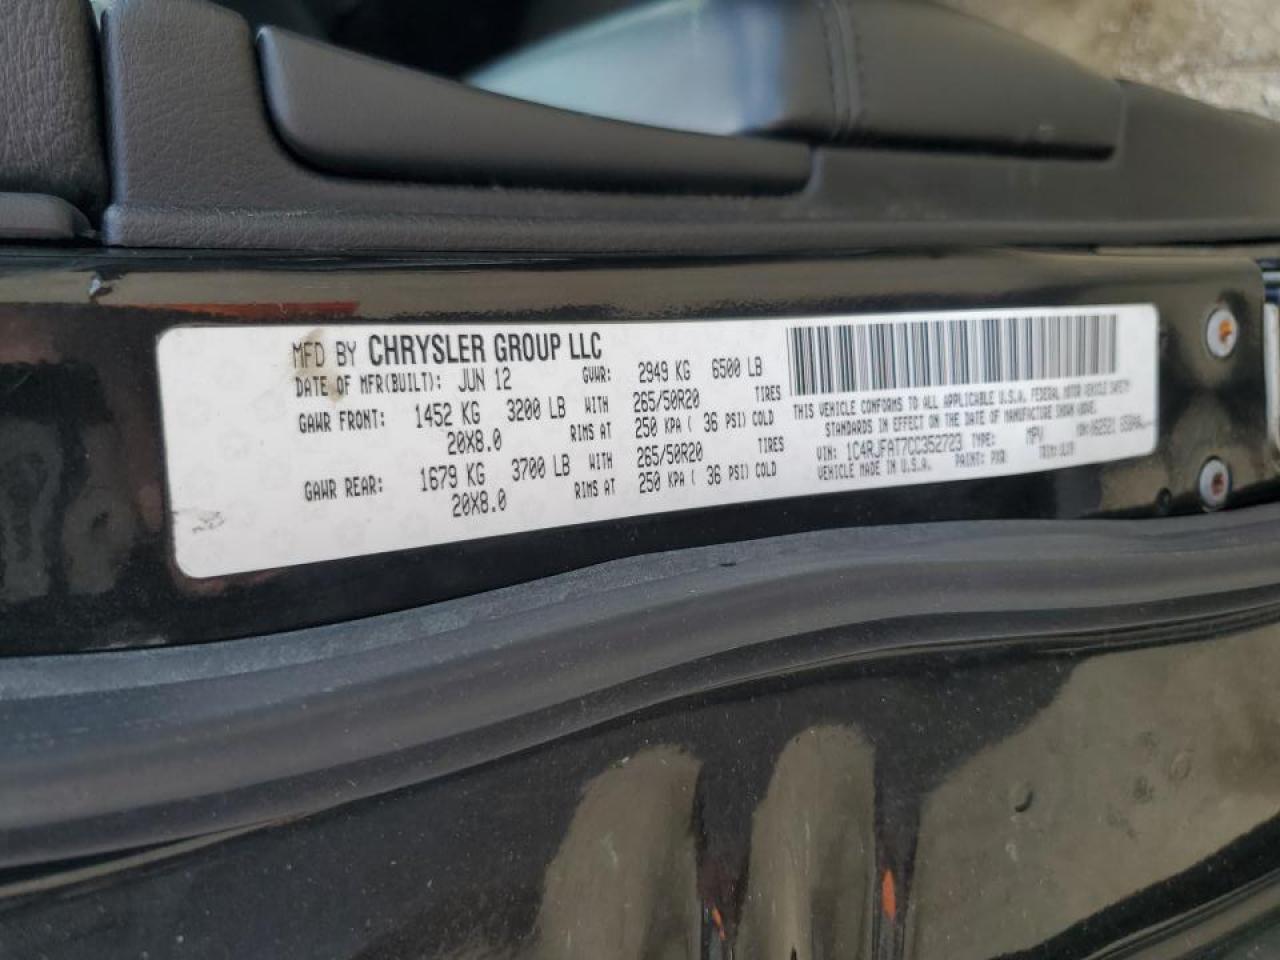 MFD BY CHRYSLER GROUP LLC
DATE OF MFR(BUILT): JUN 12 GVWR: 2949 KG 6500 LB
GAWR FRONT: 1452 KG 3200 LB WITH 265/50R20 TIRES
20X8.0 RIMS AT 250 KPA ( 36 PSI) COLD
GAWR REAR: 1679 KG 3700 LB WITH 265/50R20 TIRES
20X8.0 RIMS AT 250 KPA ( 36 PSI) COLD
THIS VEHICLE CONFORMS TO ALL APPLICABLE U.S.A. FEDERAL MOTOR VEHICLE SAFETY
STANDARDS IN EFFECT ON THE DATE OF MANUFACTURE SHOWN ABOVE.
VIN: 1C4RJFAT7CC352723 TYPE: MPV
VEHICLE MADE IN U.S.A. PAINT: PXR TRIM: